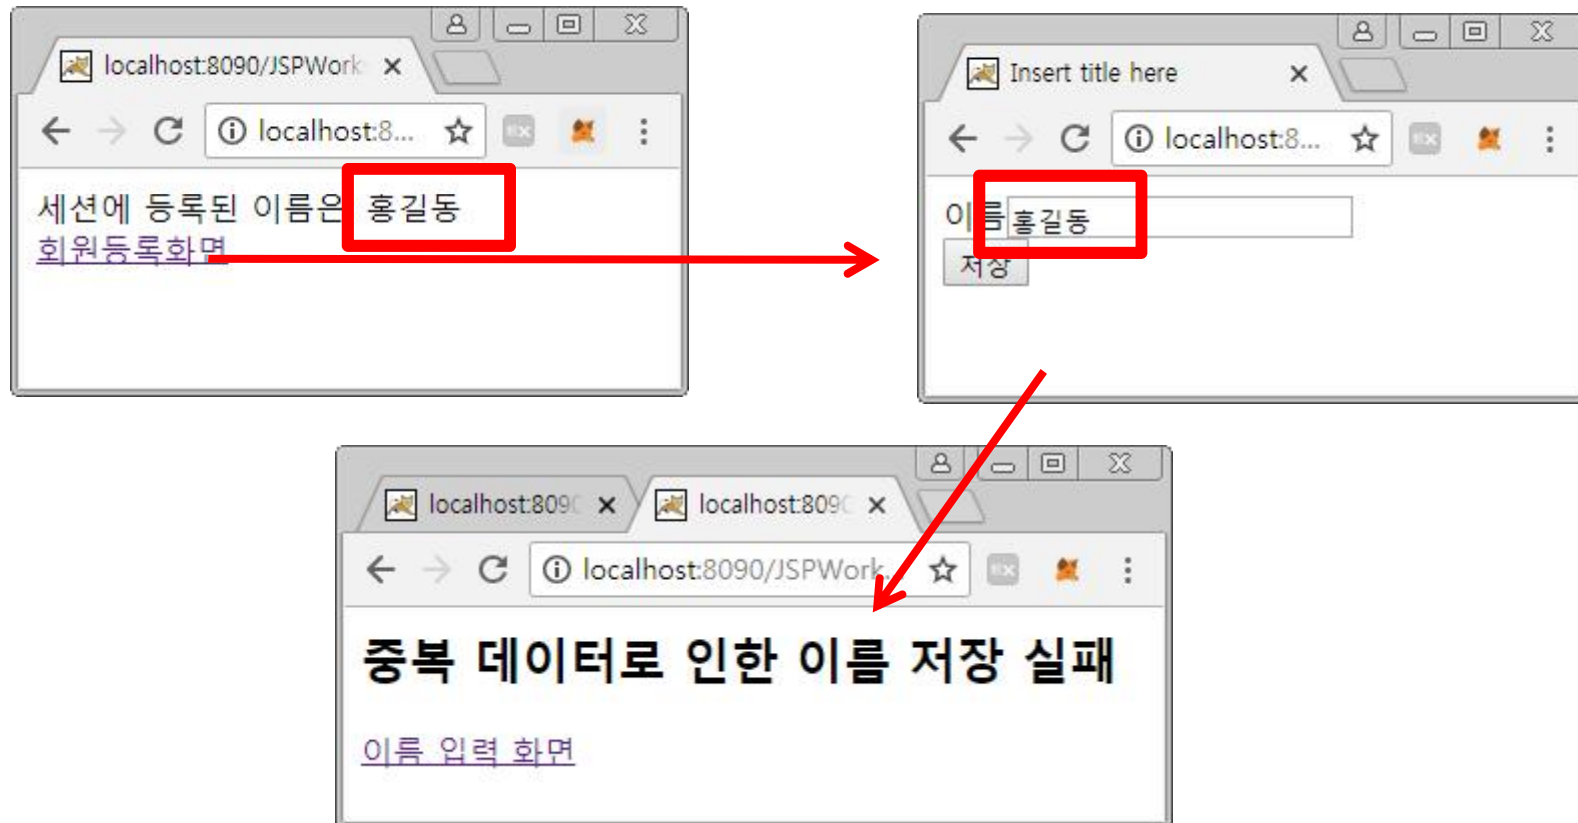 localhost:8090/JSPWork
localhost:8...
세션에 등록된 이름은 홍길동
회원등록화면
Insert title here
localhost:8...
이름 홍길동
저장
localhost:809 localhost:809
localhost:8090/JSPWork.
중복 데이터로 인한 이름 저장 실패
이름 입력 화면